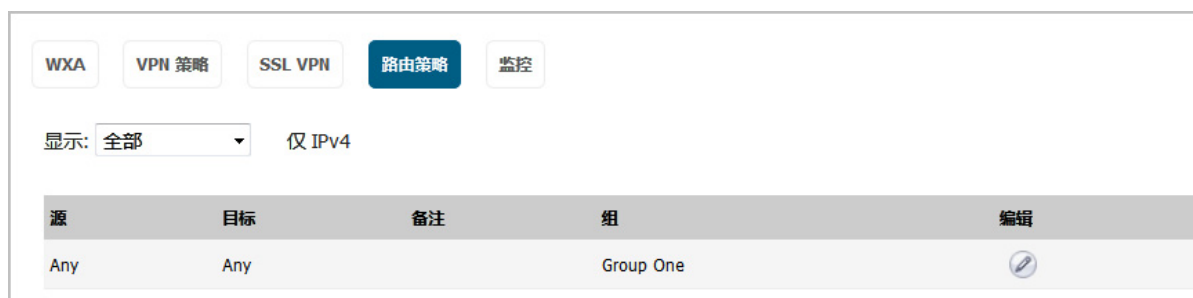 WXA VPN 策略 SSL VPN 路由策略 监控
显示: 全部 仅 IPv4
源 目标 备注 组 编辑
Any Any Group One